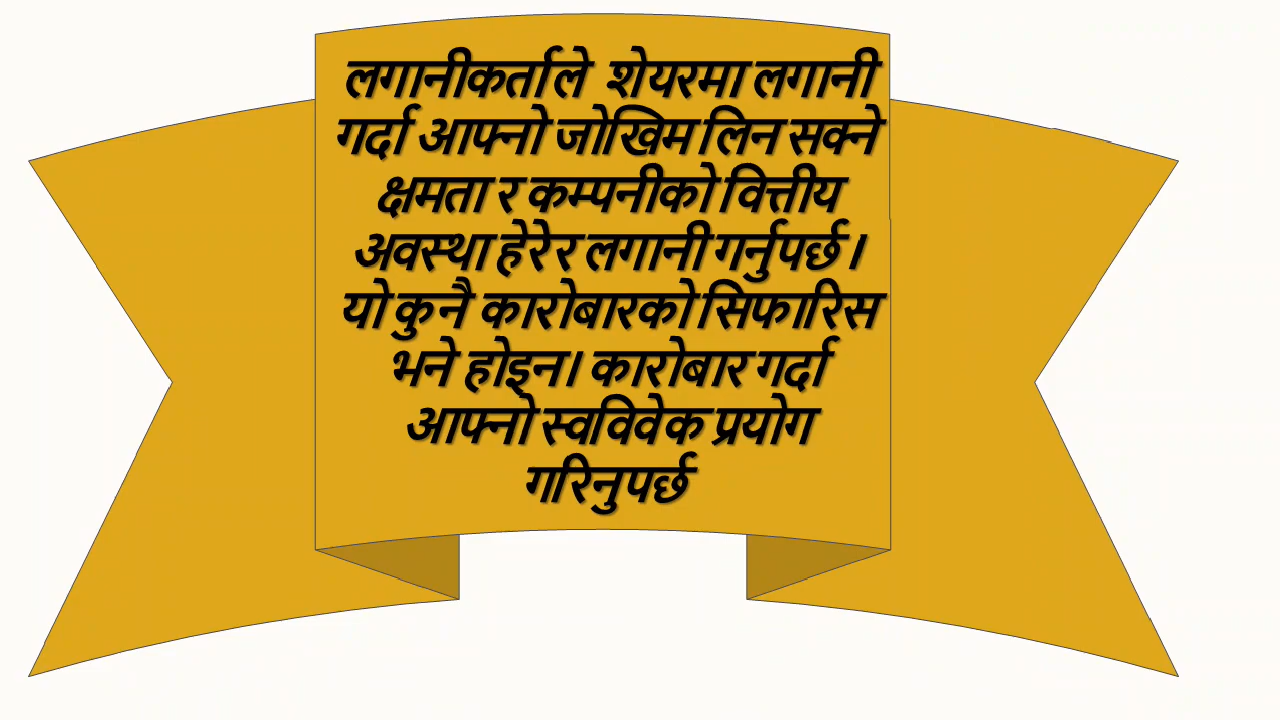 लगानीकर्ताले शेयरमा लगानी
गर्दा आफ्नो जोखिम लिन सक्ने
क्षमता र कम्पनीको वित्तीय
अवस्था हेरेर लगानी गर्नुपर्छ ।
यो कुनै कारोबारको सिफारिस
भने होइन। कारोबार गर्दा
आफ्नो स्वविवेक प्रयोग
गरिनुपर्छ